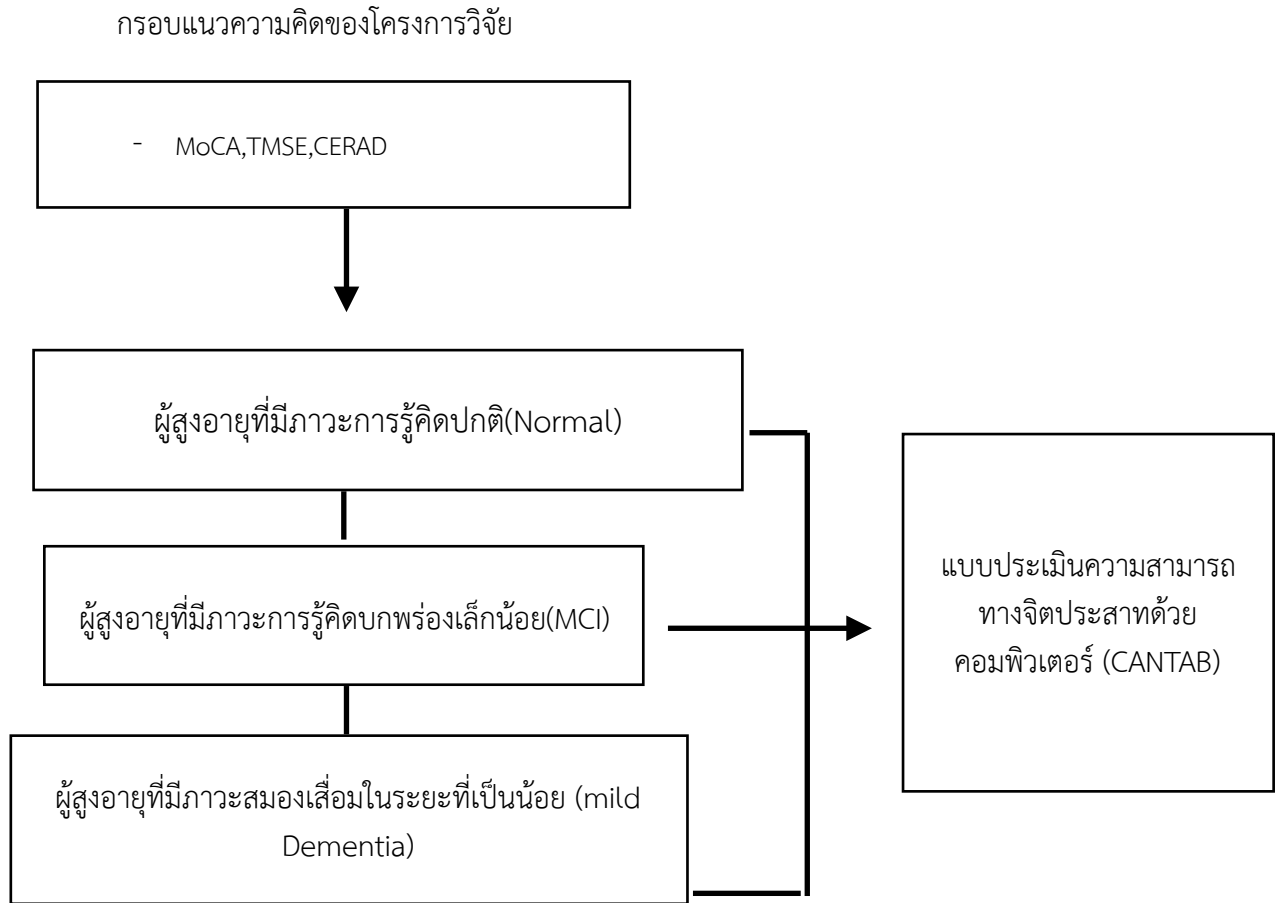 กรอบแนวความคิดของโครงการวิจัย
- MoCA,TMSE,CERAD
ผู้สูงอายุที่มีภาวะการรู้คิดปกติ(Normal)
ผู้สูงอายุที่มีภาวะการรู้คิดบกพร่องเล็กน้อย(MCI)
ผู้สูงอายุที่มีภาวะสมองเสื่อมในระยะที่เป็นน้อย (mild
Dementia)
แบบประเมินความสามารถ
ทางจิตประสาทด้วย
คอมพิวเตอร์ (CANTAB)